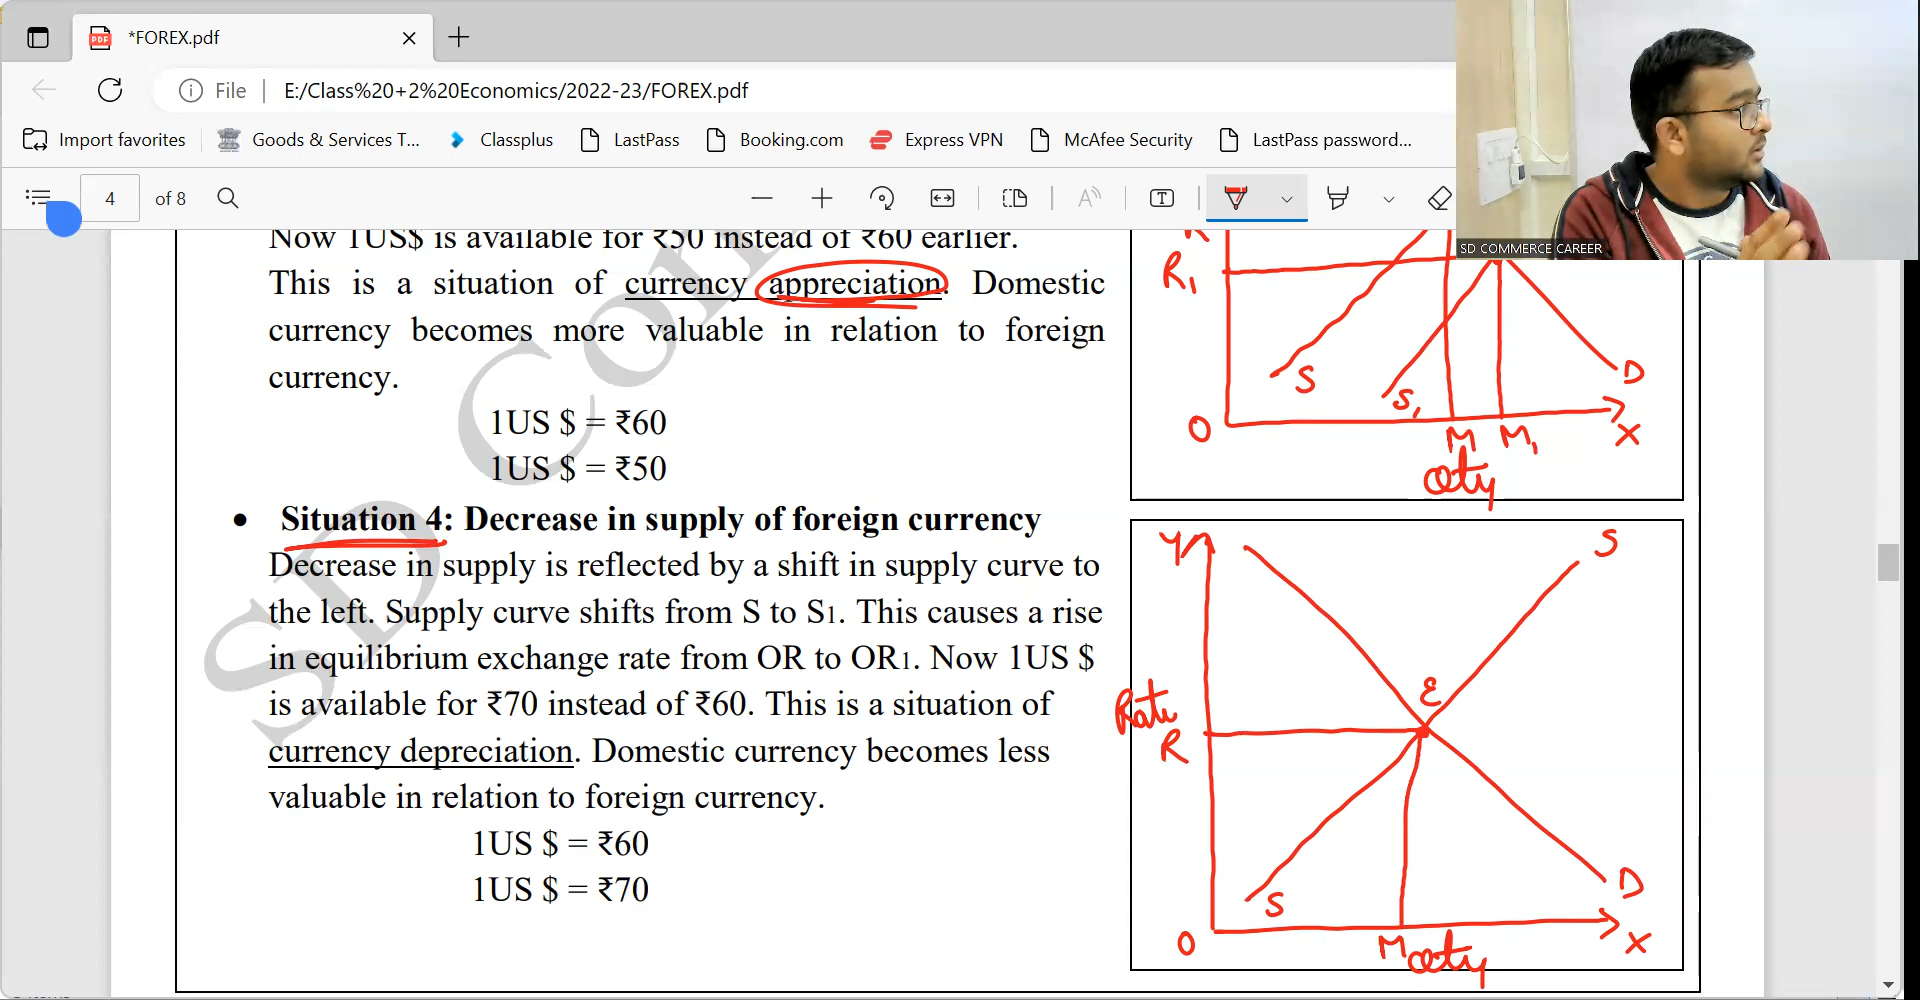 *FOREX.pdf
File
E:/Class%20+2%20Economics/2022-23/FOREX.pdf
Import favorites
Goods & Services T...
Classplus
LastPass
Booking.com
Express VPN
McAfee Security
LastPass password...
4 of 8
SD COMMERCE CAREER
Now 1US$ is available for ₹50 instead of ₹60 earlier.
This is a situation of currency appreciation. Domestic
currency becomes more valuable in relation to foreign
currency.
1US $ = ₹60
1US $ = ₹50
R1
S
S1
D
O
M
M1
X
Qty
• Situation 4: Decrease in supply of foreign currency
Decrease in supply is reflected by a shift in supply curve to
the left. Supply curve shifts from S to S1. This causes a rise
in equilibrium exchange rate from OR to OR1. Now 1US $
is available for ₹70 instead of ₹60. This is a situation of
currency depreciation. Domestic currency becomes less
valuable in relation to foreign currency.
1US $ = ₹60
1US $ = ₹70
Y
S
E
Rate
R
S
D
O
M
Qty
X
SD Com